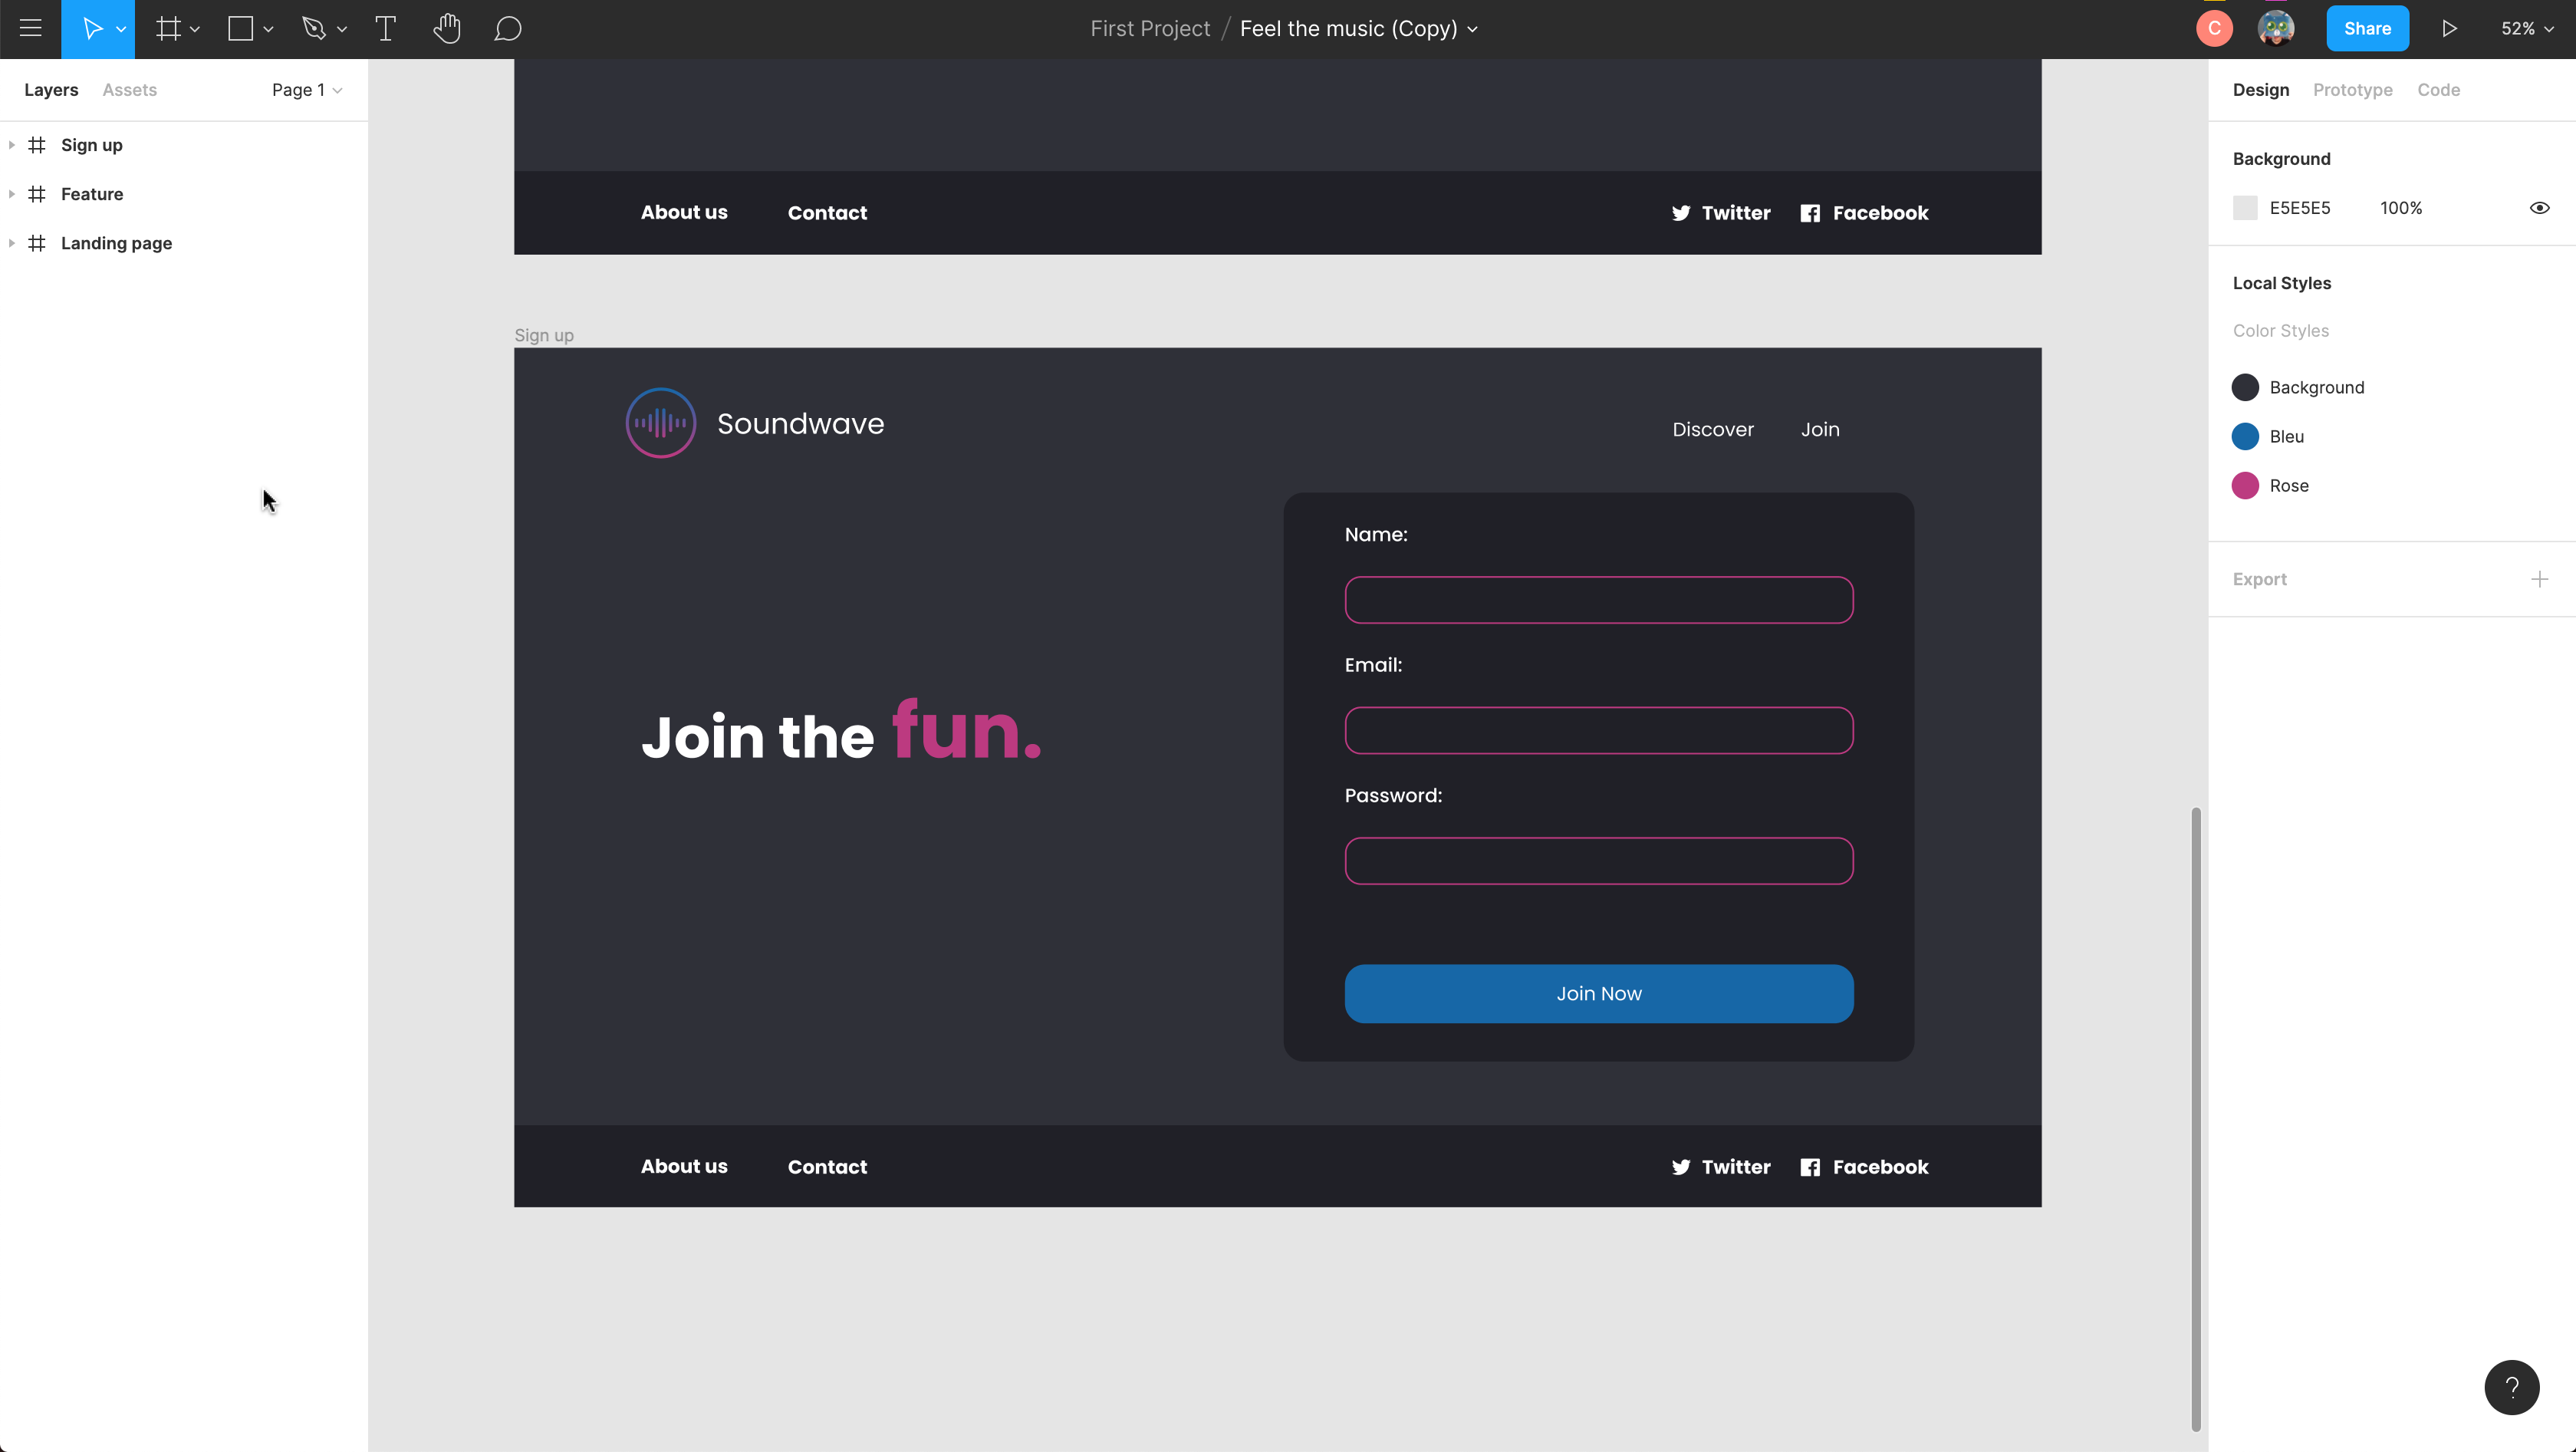 First Project / Feel the music (Copy)
C
Share
52%
Layers Assets Page 1
Sign up
Feature
Landing page
About us Contact Twitter Facebook
Sign up
Soundwave Discover Join
Name:
Email:
Join the fun.
Password:
Join Now
About us Contact Twitter Facebook
Design Prototype Code
Background
E5E5E5 100%
Local Styles
Color Styles
Background
Bleu
Rose
Export
?